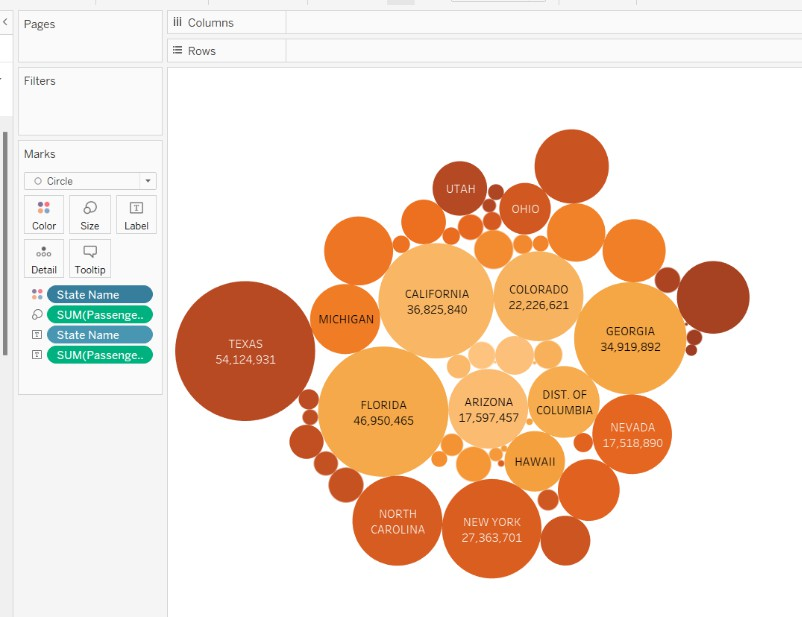 Pages
Columns
Rows
Filters
Marks
Circle
Color
Size
Label
Detail
Tooltip
State Name
SUM(Passenge..
State Name
SUM(Passenge..
UTAH
OHIO
CALIFORNIA
36,825,840
COLORADO
22,226,621
MICHIGAN
GEORGIA
34,919,892
TEXAS
54,124,931
FLORIDA
46,950,465
ARIZONA
17,597,457
DIST. OF
COLUMBIA
NEVADA
17,518,890
HAWAII
NORTH
CAROLINA
NEW YORK
27,363,701